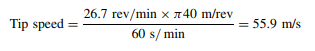 Tip speed = 26.7 rev/min × π40 m/rev / 60 s/ min = 55.9 m/s